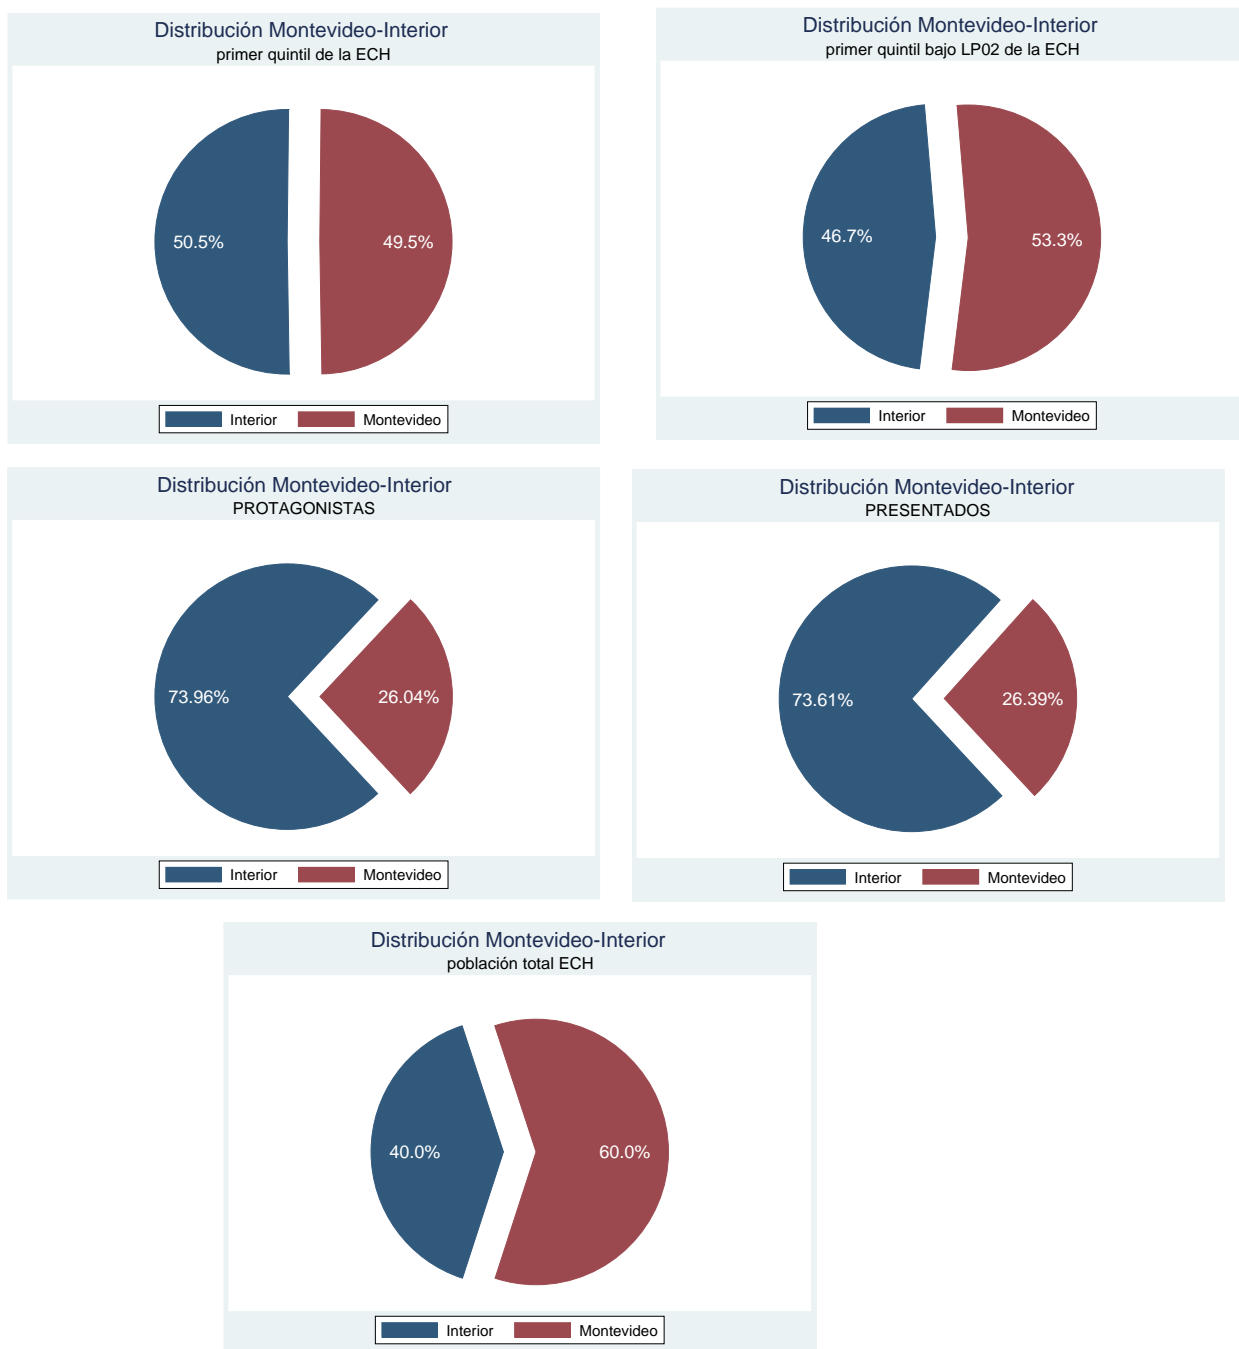 Distribución Montevideo-Interior
primer quintil de la ECH
50.5%
49.5%
Interior
Montevideo
Distribución Montevideo-Interior
primer quintil bajo LP02 de la ECH
46.7%
53.3%
Interior
Montevideo
Distribución Montevideo-Interior
PROTAGONISTAS
73.96%
26.04%
Interior
Montevideo
Distribución Montevideo-Interior
PRESENTADOS
73.61%
26.39%
Interior
Montevideo
Distribución Montevideo-Interior
población total ECH
40.0%
60.0%
Interior
Montevideo